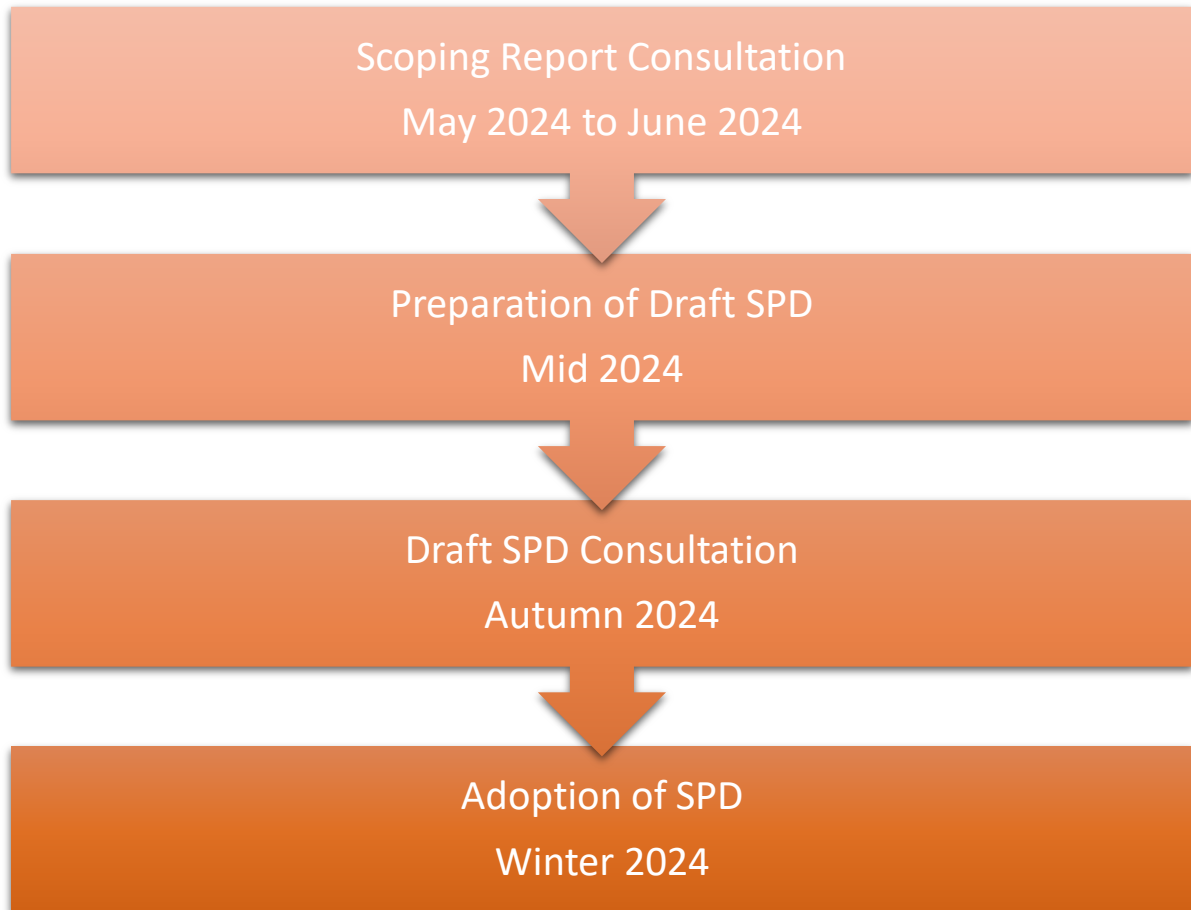 Scoping Report Consultation
May 2024 to June 2024
Preparation of Draft SPD
Mid 2024
Draft SPD Consultation
Autumn 2024
Adoption of SPD
Winter 2024